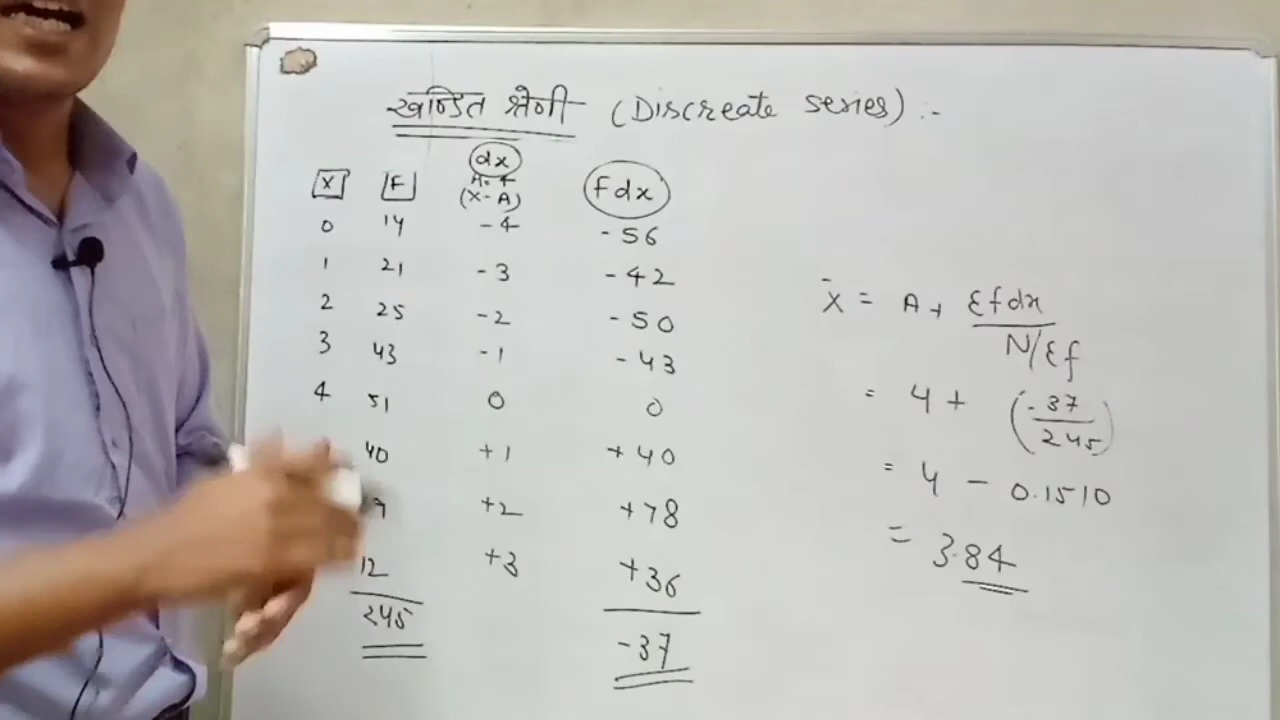 खण्डित श्रेणी (Discreate series) :-
X F dx Fdx
A=4
(X-A)
0 14 -4 -56
1 21 -3 -42
2 25 -2 -50
3 43 -1 -43
4 51 0 0
40 +1 +40
9 +2 +78
12 +3 +36
245 -37
X̄ = A+ Σfdx
N/Σf
= 4 + (-37
245)
= 4 - 0.1510
= 3.84